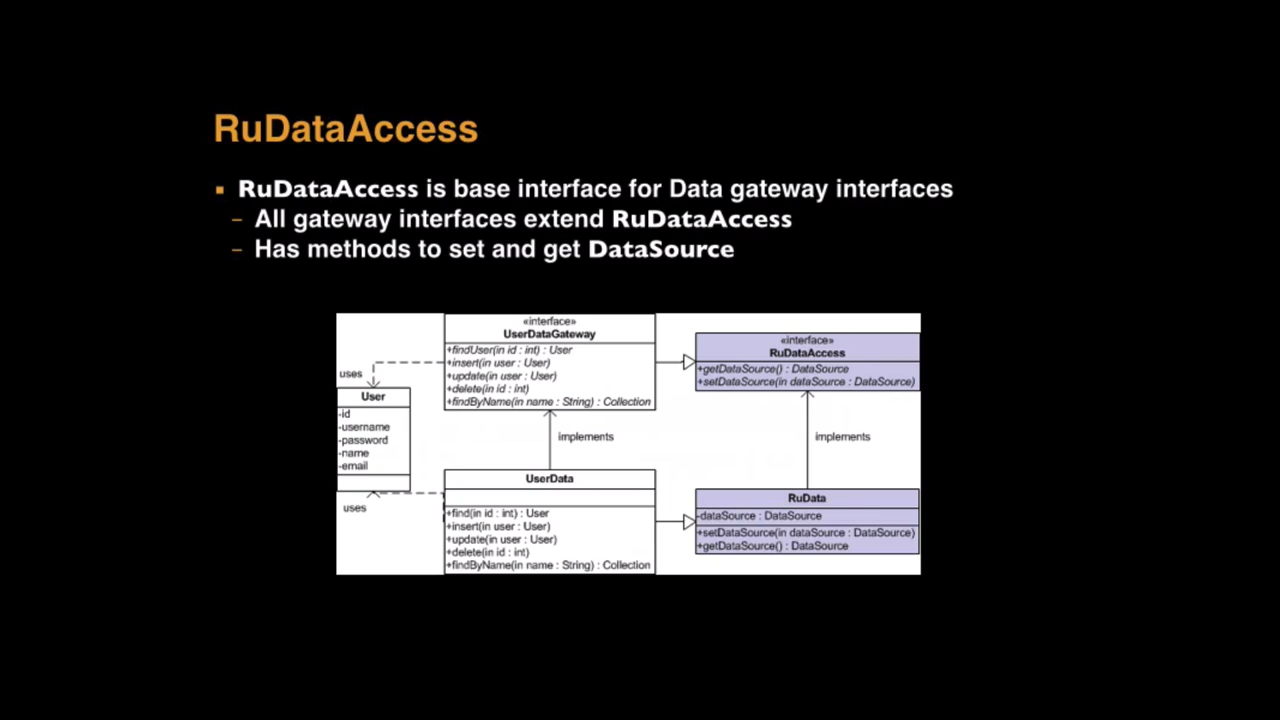 RuDataAccess
▪ RuDataAccess is base interface for Data gateway interfaces
– All gateway interfaces extend RuDataAccess
– Has methods to set and get DataSource
«interface»
UserDataGateway
+findUser(in id : int) : User
+insert(in user : User)
+update(in user : User)
+delete(in id : int)
+findByName(in name : String) : Collection
«interface»
RuDataAccess
+getDataSource() : DataSource
+setDataSource(in dataSource : DataSource)
uses
User
-id
-username
-password
-name
-email
implements
implements
uses
UserData
+find(in id : int) : User
+insert(in user : User)
+update(in user : User)
+delete(in id : int)
+findByName(in name : String) : Collection
RuData
-dataSource : DataSource
+setDataSource(in dataSource : DataSource)
+getDataSource() : DataSource